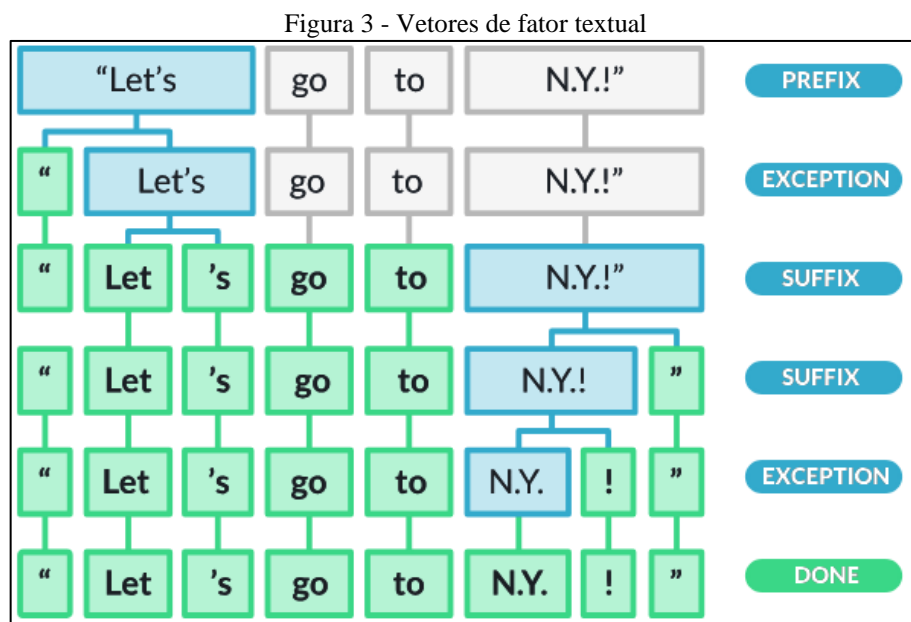 Figura 3 - Vetores de fator textual
“Let’s go to N.Y.!” PREFIX
“ Let’s go to N.Y.!” EXCEPTION
“ Let ’s go to N.Y.!” SUFFIX
“ Let ’s go to N.Y.! ” SUFFIX
“ Let ’s go to N.Y. ! ” EXCEPTION
“ Let ’s go to N.Y. ! ” DONE